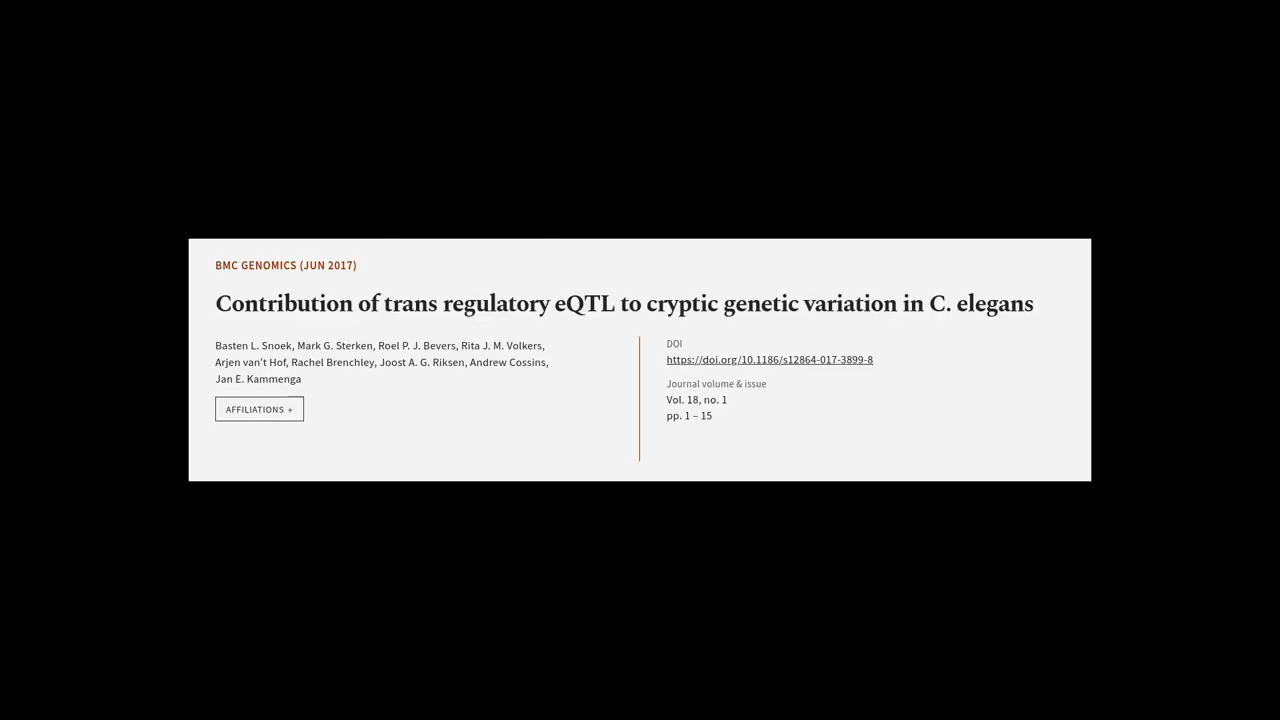 BMC GENOMICS (JUN 2017)
Contribution of trans regulatory eQTL to cryptic genetic variation in C. elegans
Basten L. Snoek, Mark G. Sterken, Roel P. J. Bevers, Rita J. M. Volkers,
Arjen van't Hof, Rachel Brenchley, Joost A. G. Riksen, Andrew Cossins,
Jan E. Kammenga
AFFILIATIONS +
DOI
https://doi.org/10.1186/s12864-017-3899-8
Journal volume & issue
Vol. 18, no. 1
pp. 1 – 15